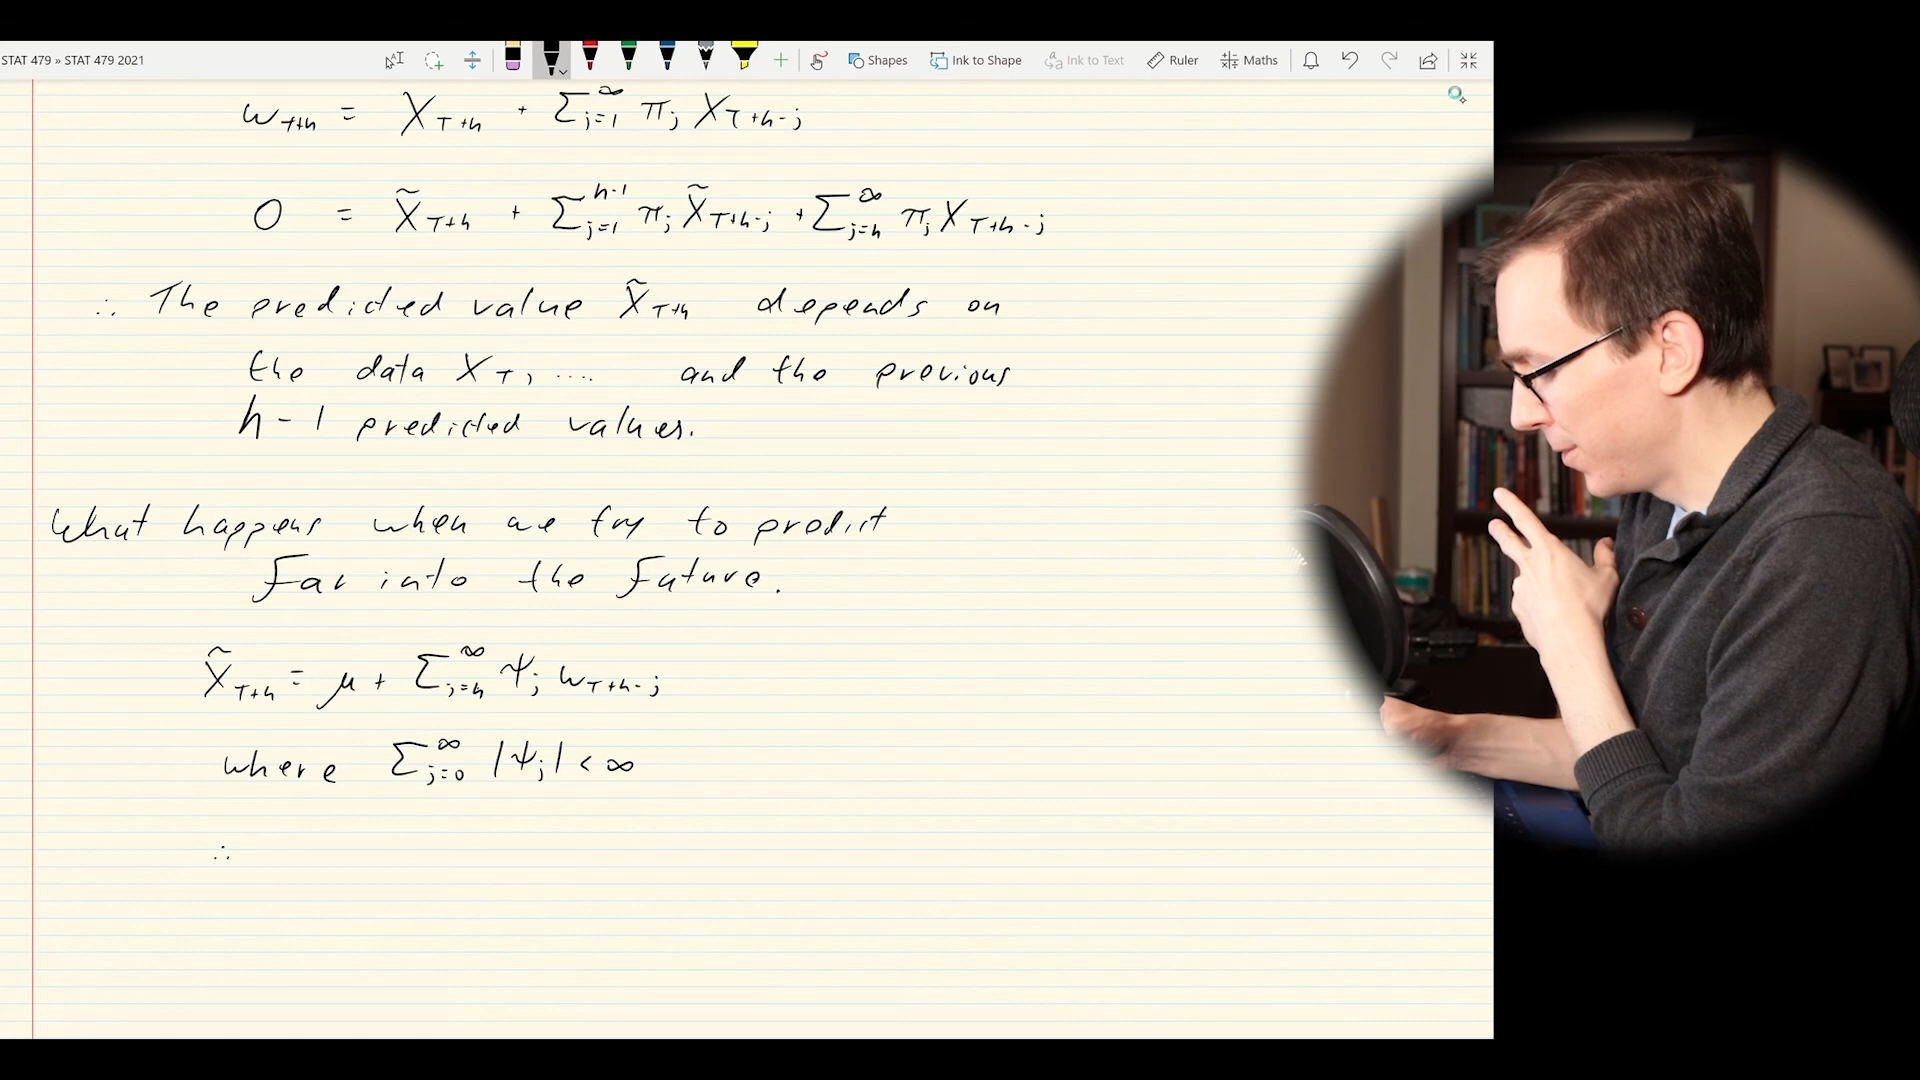 STAT 479 » STAT 479 2021
Shapes Ink to Shape Ink to Text Ruler Maths
w_{T+h} = X_{T+h} + Σ_{j=1}^∞ π_j X_{T+h-j}
0 = X̃_{T+h} + Σ_{j=1}^{h-1} π_j X̃_{T+h-j} + Σ_{j=h}^∞ π_j X_{T+h-j}
∴ The predicted value X̃_{T+h} depends on
the data X_T, .... and the previous
h-1 predicted values.
What happens when we try to predict
Far into the future.
X̃_{T+h} = μ + Σ_{j=h}^∞ ψ_j w_{T+h-j}
where Σ_{j=0}^∞ |ψ_j| < ∞
∴